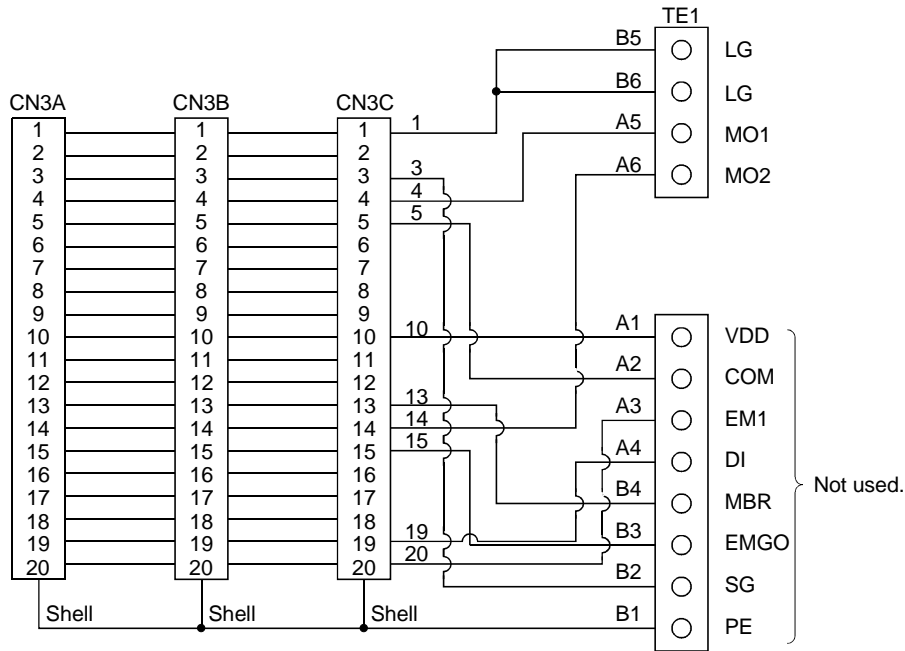 TE1
B5 LG
B6 LG
A5 MO1
A6 MO2
CN3A CN3B CN3C
1 1 1 1
2 2 2
3 3 3 3
4 4 4 4
5 5 5 5
6 6 6
7 7 7
8 8 8
9 9 9
10 10 10 10
11 11 11
12 12 12
13 13 13 13
14 14 14 14
15 15 15 15
16 16 16
17 17 17
18 18 18
19 19 19 19
20 20 20 20
Shell Shell Shell
A1 VDD
A2 COM
A3 EM1
A4 DI
B4 MBR
B3 EMGO
B2 SG
B1 PE
Not used.